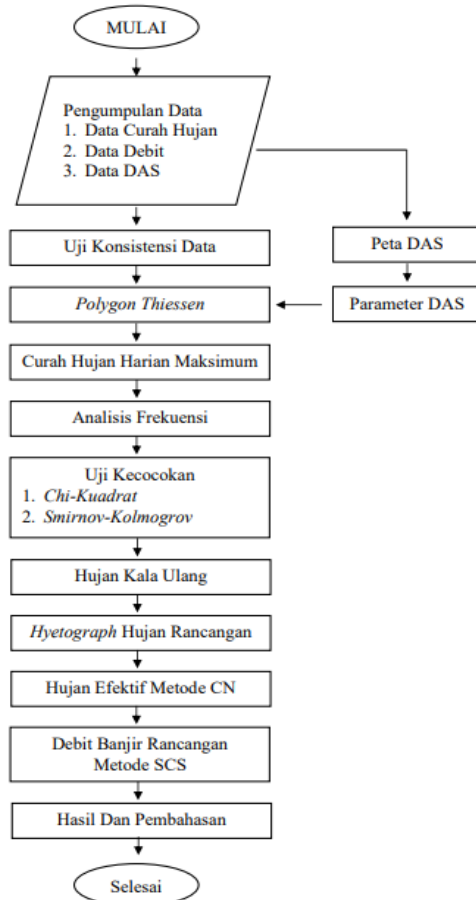 MULAI
Pengumpulan Data
1. Data Curah Hujan
2. Data Debit
3. Data DAS
Uji Konsistensi Data
Peta DAS
Polygon Thiessen
Parameter DAS
Curah Hujan Harian Maksimum
Analisis Frekuensi
Uji Kecocokan
1. Chi-Kuadrat
2. Smirnov-Kolmogrov
Hujan Kala Ulang
Hyetograph Hujan Rancangan
Hujan Efektif Metode CN
Debit Banjir Rancangan
Metode SCS
Hasil Dan Pembahasan
Selesai